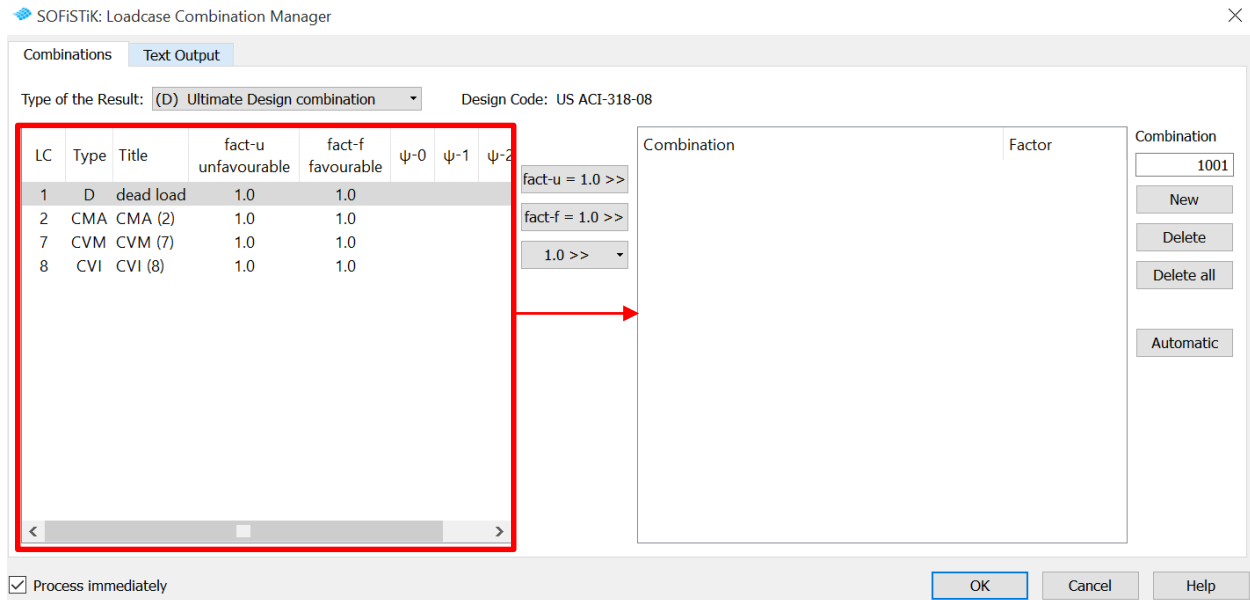 SOFiSTiK: Loadcase Combination Manager
Combinations Text Output
Type of the Result: (D) Ultimate Design combination Design Code: US ACI-318-08
LC Type Title fact-u unfavourable fact-f favourable ψ-0 ψ-1 ψ-2
1 D dead load 1.0 1.0
2 CMA CMA (2) 1.0 1.0
7 CVM CVM (7) 1.0 1.0
8 CVI CVI (8) 1.0 1.0
fact-u = 1.0 >>
fact-f = 1.0 >>
1.0 >>
Combination Factor
Combination
1001
New
Delete
Delete all
Automatic
Process immediately
OK Cancel Help